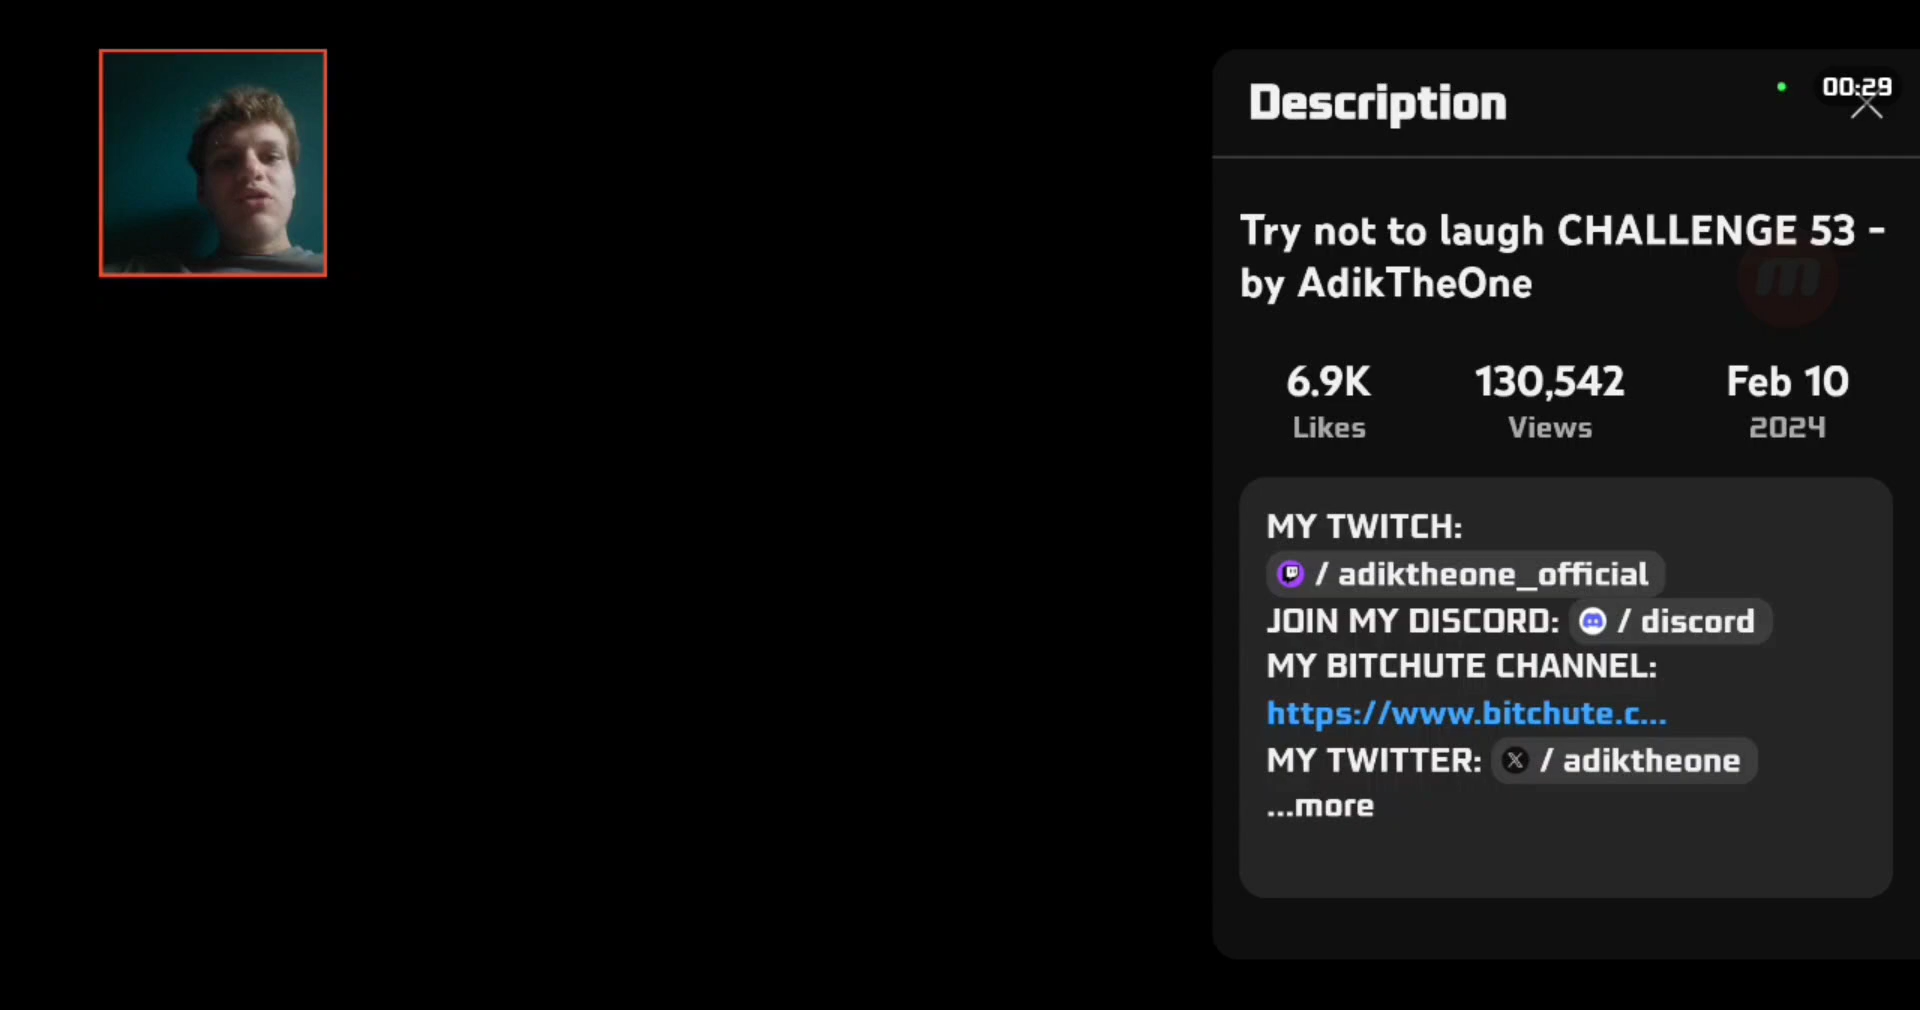 Description
00:29
Try not to laugh CHALLENGE 53 -
by AdikTheOne
6.9K
130,542
Feb 10
Likes
Views
2024
MY TWITCH:
/ adiktheone_official
JOIN MY DISCORD: / discord
MY BITCHUTE CHANNEL:
https://www.bitchute.c...
MY TWITTER: / adiktheone
...more